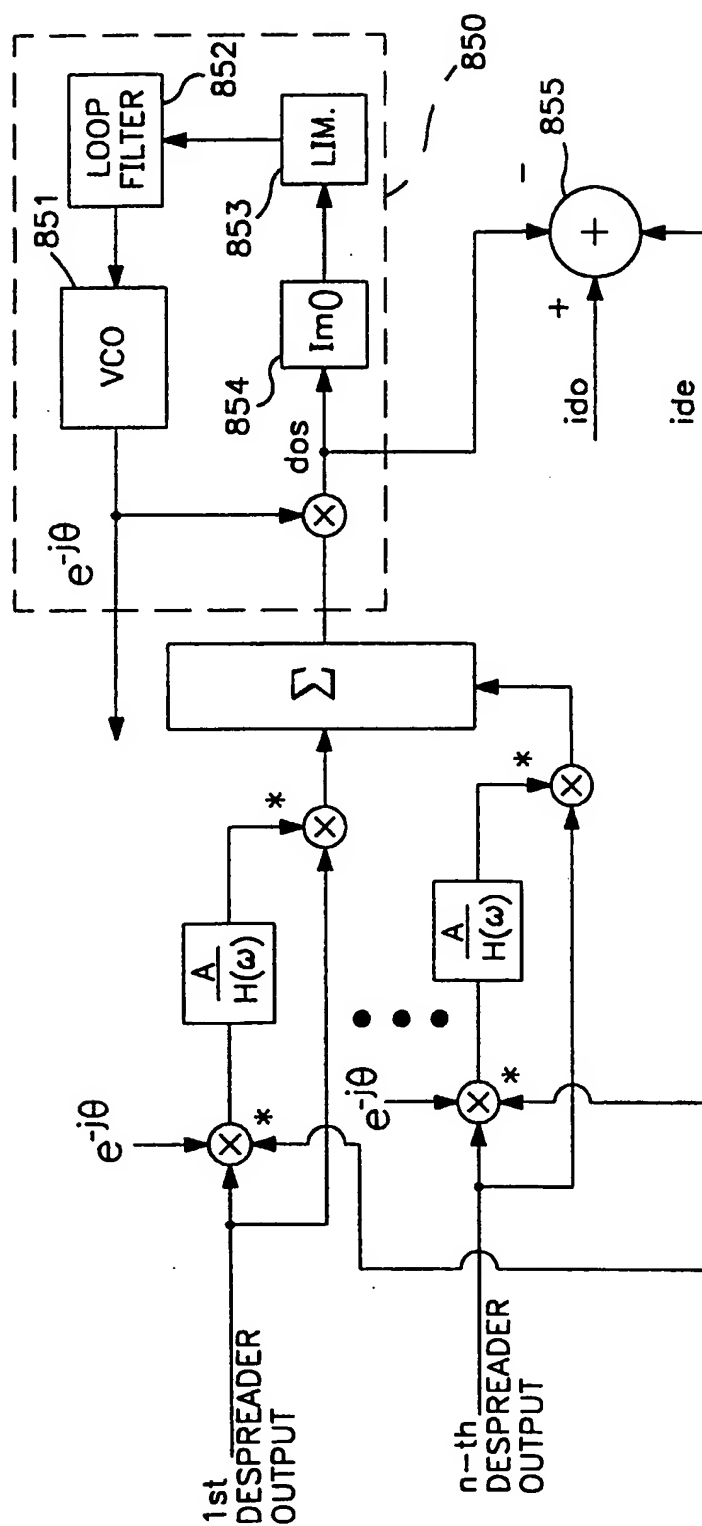 1st
DESPREADER
OUTPUT
e^-jθ
*
A
H(ω)
*
n-th
DESPREADER
OUTPUT
e^-jθ
*
A
H(ω)
*
Σ
e^-jθ
VCO
851
LOOP
FILTER
852
LIM.
853
Im()
854
dos
850
855
+
-
+
ido
ide